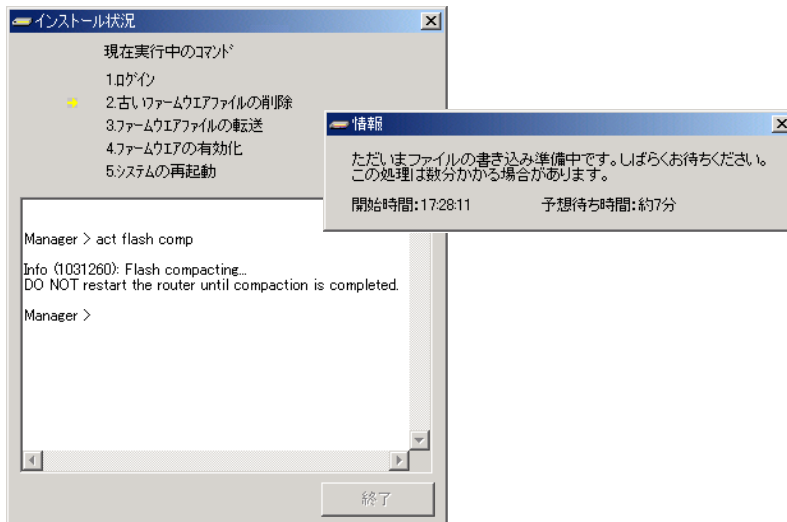 インストール状況
現在実行中のコマンド
1.ログイン
2.古いファームウエアファイルの削除
3.ファームウエアファイルの転送
4.ファームウエアの有効化
5.システムの再起動
情報
ただいまファイルの書き込み準備中です。しばらくお待ちください。
この処理は数分かかる場合があります。
開始時間:17:28:11 予想待ち時間:約7分
Manager > act flash comp
Info (1031260): Flash compacting...
DO NOT restart the router until compaction is completed.
Manager >
終了